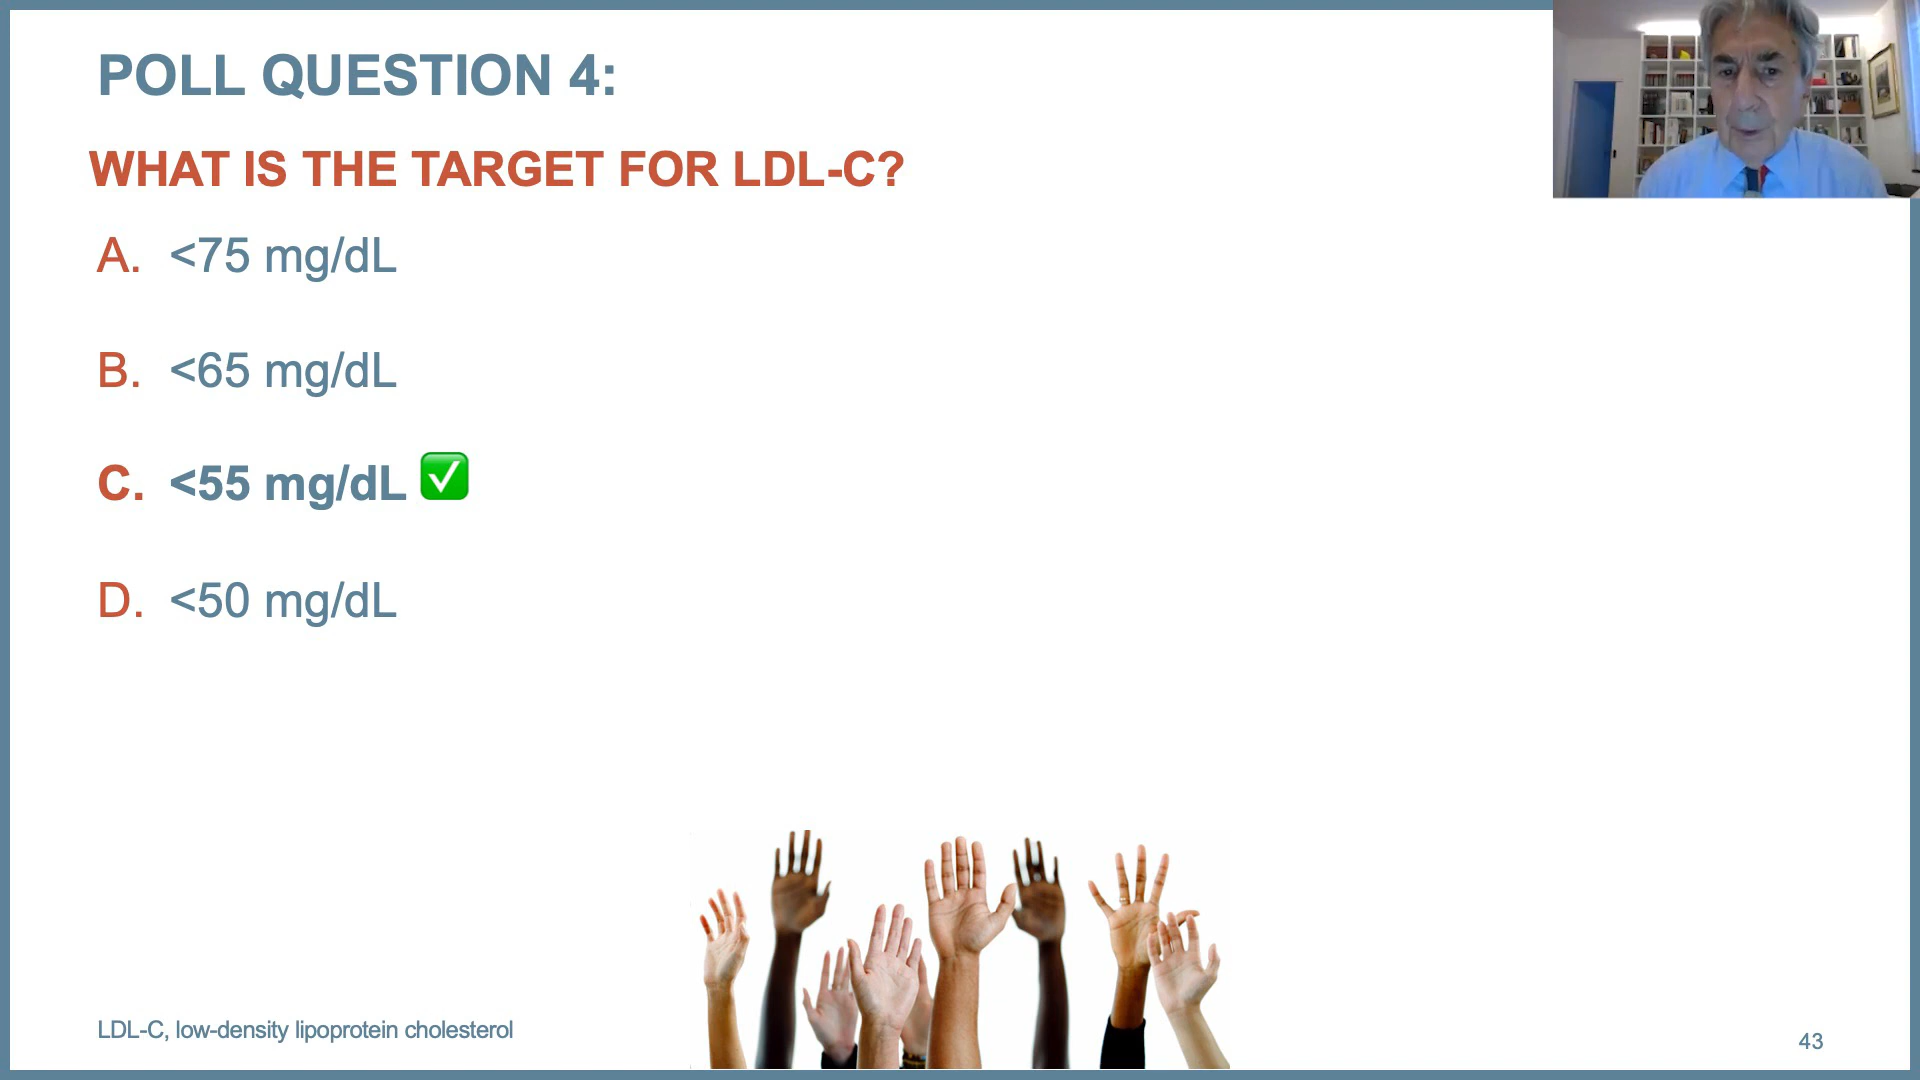 POLL QUESTION 4:
WHAT IS THE TARGET FOR LDL-C?
A. <75 mg/dL
B. <65 mg/dL
C. <55 mg/dL ✅
D. <50 mg/dL
LDL-C, low-density lipoprotein cholesterol
43